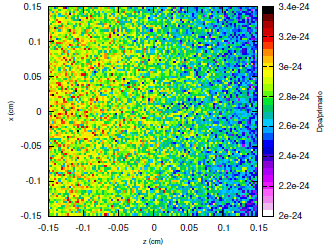 0.15
0.1
0.05
0
-0.05
-0.1
-0.15
x (cm)
-0.15 -0.1 -0.05 0 0.05 0.1 0.15
z (cm)
3.4e-24
3.2e-24
3e-24
2.8e-24
2.6e-24
2.4e-24
2.2e-24
2e-24
Dpa/primario